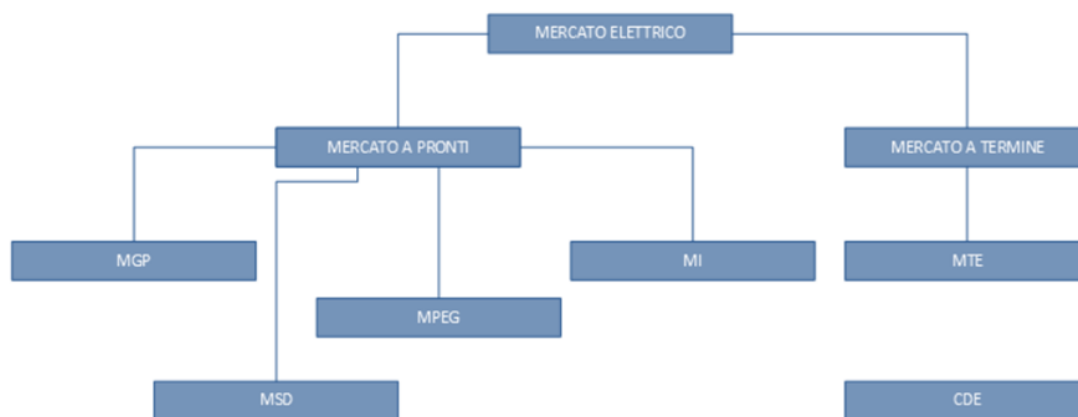 MERCATO ELETTRICO
MERCATO A PRONTI
MERCATO A TERMINE
MGP
MI
MTE
MPEG
MSD
CDE